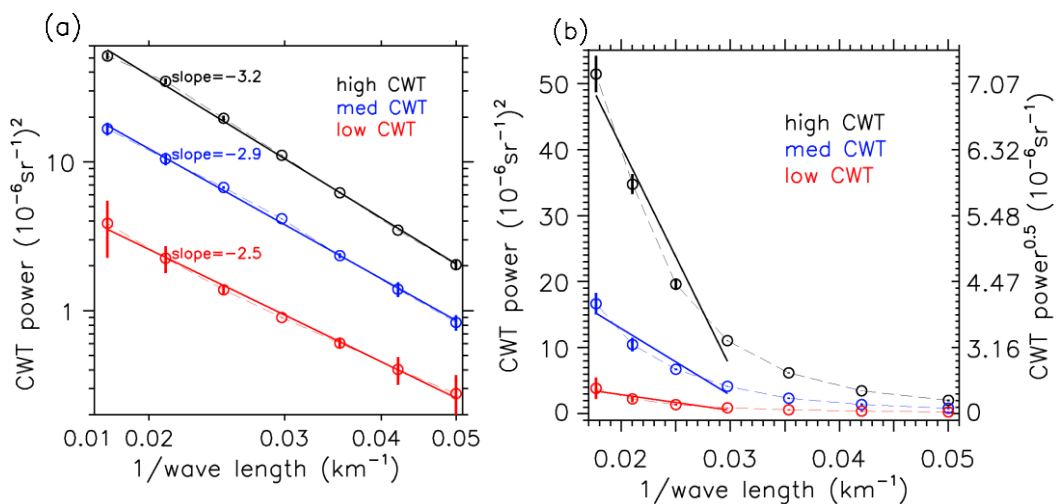 (a)
CWT power (10⁻⁶sr⁻¹)²
10
1
slope=−3.2
slope=−2.9
slope=−2.5
high CWT
med CWT
low CWT
0.01 0.02 0.03 0.04 0.05
1/wave length (km⁻¹)
(b)
CWT power (10⁻⁶sr⁻¹)²
50
40
30
20
10
0
high CWT
med CWT
low CWT
7.07
6.32
5.48
4.47
3.16
0
CWT power⁰·⁵ (10⁻⁶sr⁻¹)
0.02 0.03 0.04 0.05
1/wave length (km⁻¹)